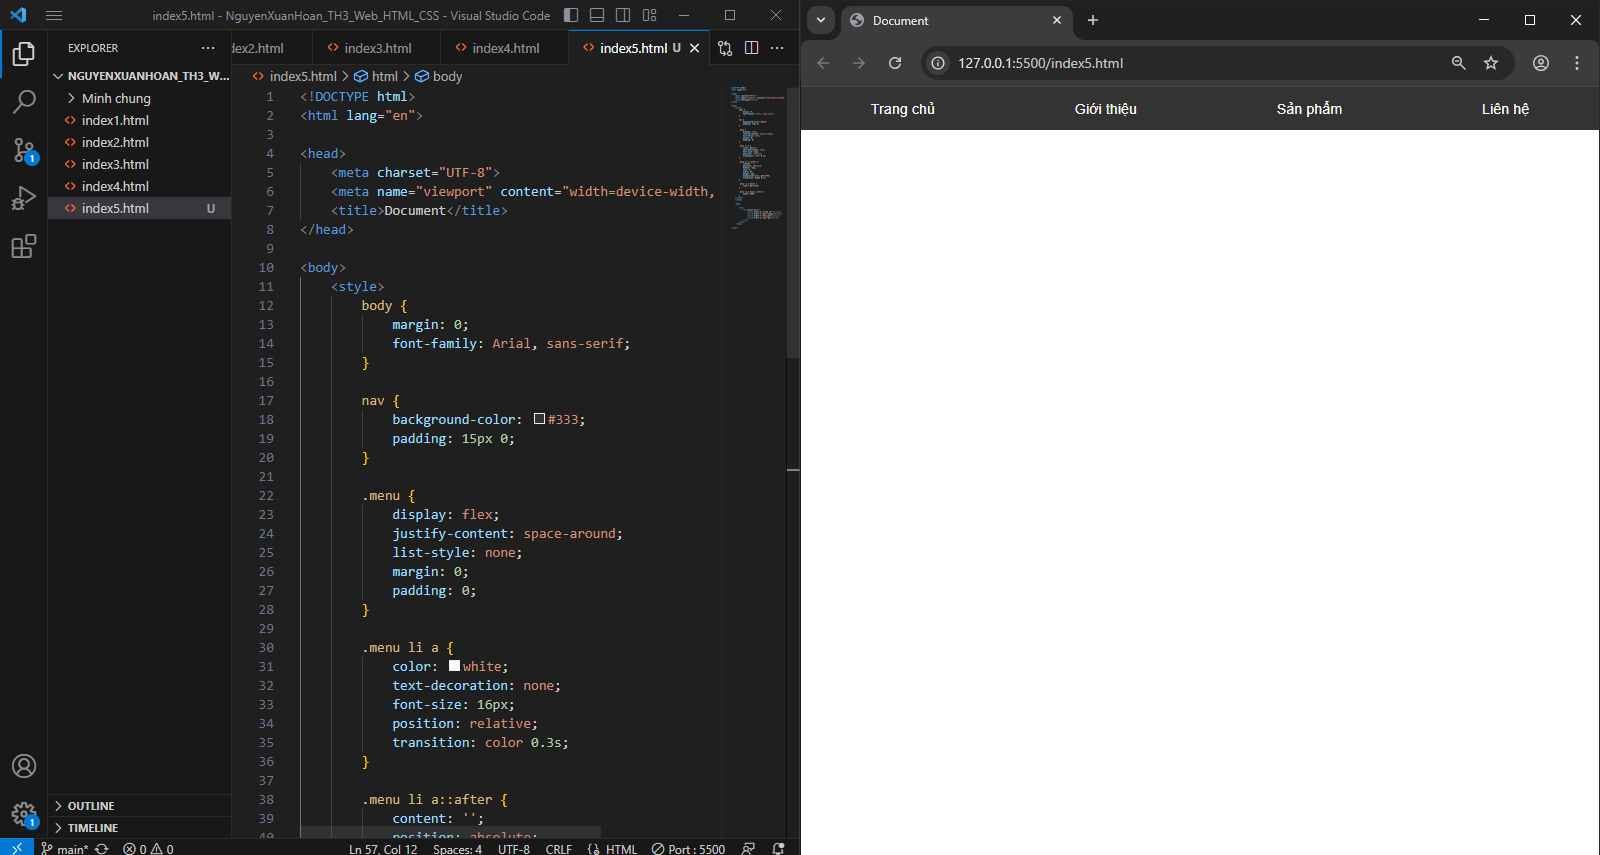 index5.html - NguyenXuanHoan_TH3_Web_HTML_CSS - Visual Studio Code
EXPLORER
NGUYENXUANHOAN_TH3_W...
Minh chung
index1.html
index2.html
index3.html
index4.html
index5.html U
OUTLINE
TIMELINE
dex2.html
index3.html
index4.html
index5.html U
index5.html > html > body
1 <!DOCTYPE html>
2 <html lang="en">
3
4 <head>
5 <meta charset="UTF-8">
6 <meta name="viewport" content="width=device-width,
7 <title>Document</title>
8 </head>
9
10 <body>
11 <style>
12 body {
13 margin: 0;
14 font-family: Arial, sans-serif;
15 }
16
17 nav {
18 background-color: #333;
19 padding: 15px 0;
20 }
21
22 .menu {
23 display: flex;
24 justify-content: space-around;
25 list-style: none;
26 margin: 0;
27 padding: 0;
28 }
29
30 .menu li a {
31 color: white;
32 text-decoration: none;
33 font-size: 16px;
34 position: relative;
35 transition: color 0.3s;
36 }
37
38 .menu li a::after {
39 content: '';
40 position: absolute;
1
1
main* 0 0 Ln 57, Col 12 Spaces: 4 UTF-8 CRLF HTML Port : 5500
Document
127.0.0.1:5500/index5.html
Trang chủ Giới thiệu Sản phẩm Liên hệ